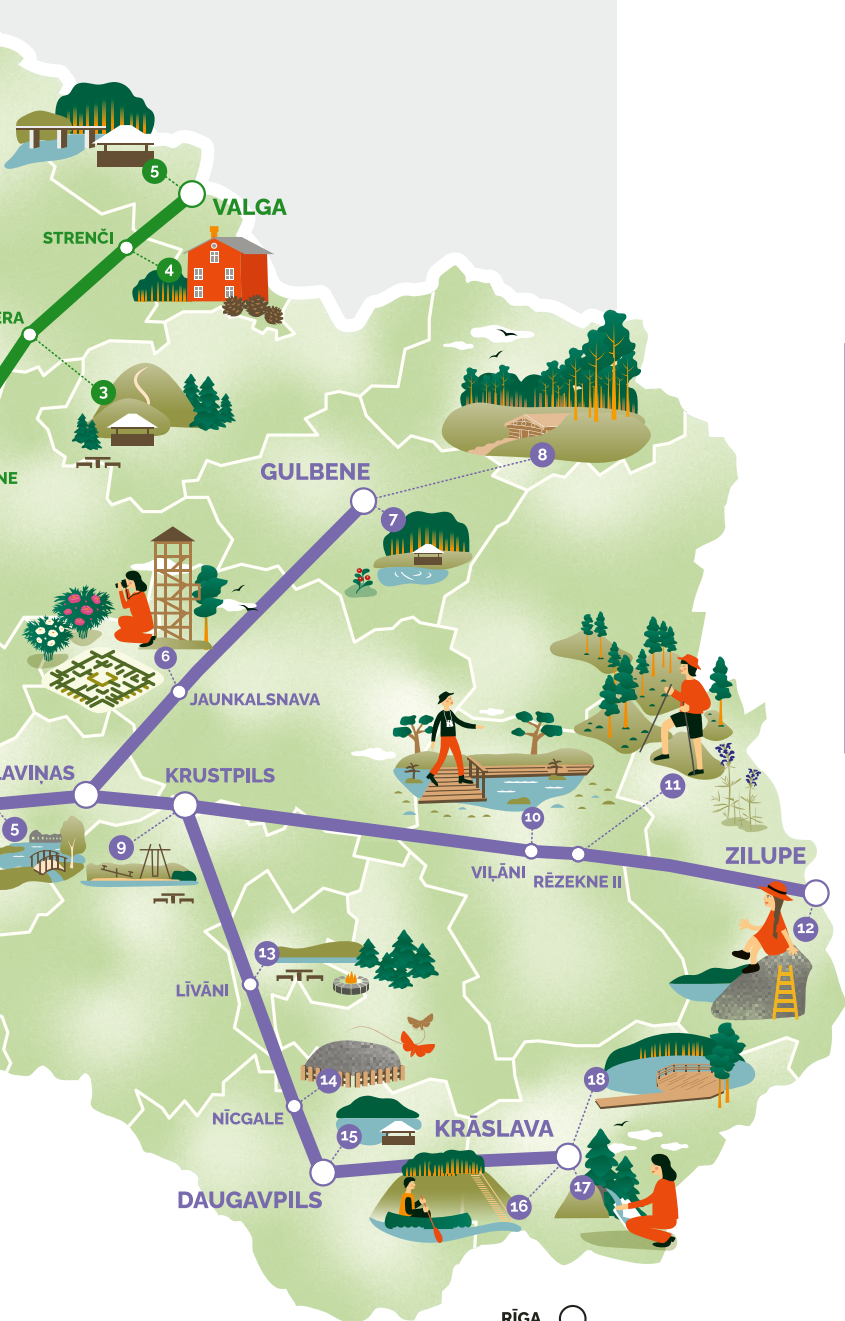 5
VALGA
STRENČI
4
ERA
3
GULBENE
8
NE
7
6
JAUNKALSNAVA
AVIŅAS
KRUSTPILS
5
9
10
11
VIĻĀNI
RĒZEKNE II
ZILUPE
12
13
LĪVĀNI
14
NĪCGALE
15
18
KRĀSLAVA
DAUGAVPILS
17
16
RĪGA